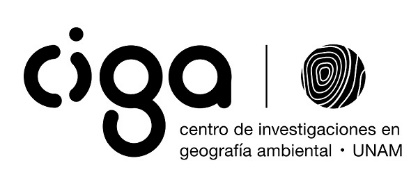 ciga
centro de investigaciones en
geografía ambiental · UNAM